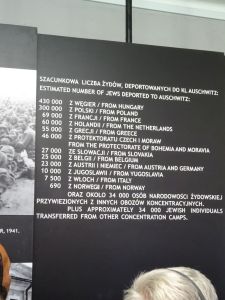 SZACUNKOWA LICZBA ŻYDÓW, DEPORTOWANYCH DO KL AUSCHWITZ:
ESTIMATED NUMBER OF JEWS DEPORTED TO AUSCHWITZ:
430 000 Z WĘGIER / FROM HUNGARY
300 000 Z POLSKI / FROM POLAND
69 000 Z FRANCJI / FROM FRANCE
60 000 Z HOLANDII / FROM THE NETHERLANDS
55 000 Z GRECJI / FROM GREECE
46 000 Z PROTEKTORATU CZECH I MORAW
FROM THE PROTECTORATE OF BOHEMIA AND MORAVIA
27 000 ZE SŁOWACJI / FROM SLOVAKIA
25 000 Z BELGII / FROM BELGIUM
23 000 Z AUSTRII I NIEMIEC / FROM AUSTRIA AND GERMANY
10 000 Z JUGOSŁAWII / FROM YUGOSLAVIA
7 500 Z WŁOCH / FROM ITALY
690 Z NORWEGII / FROM NORWAY
ORAZ OKOŁO 34 000 OSÓB NARODOWOŚCI ŻYDOWSKIEJ
PRZYWIEZIONYCH Z INNYCH OBOZÓW KONCENTRACYJNYCH.
PLUS APPROXIMATELY 34 000 JEWISH INDIVIDUALS
TRANSFERRED FROM OTHER CONCENTRATION CAMPS.
R, 1941.